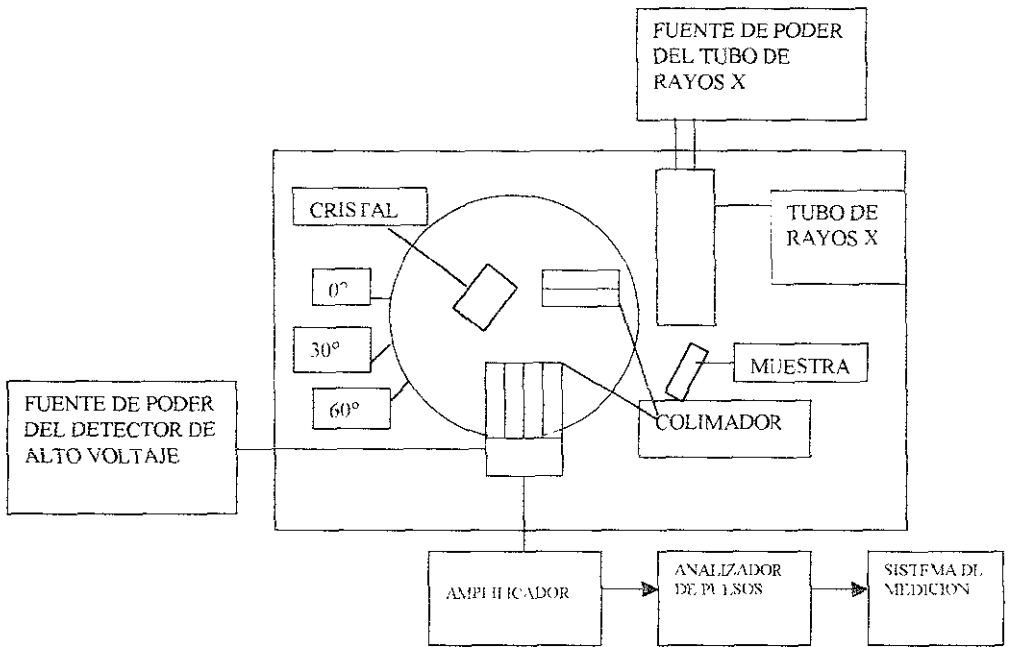 FUENTE DE PODER
DEL TUBO DE
RAYOS X
CRISTAL
TUBO DE
RAYOS X
0°
30°
60°
MUESTRA
COLIMADOR
FUENTE DE PODER
DEL DETECTOR DE
ALTO VOLTAJE
AMPLIFICADOR
ANALIZADOR
DE PULSOS
SISTEMA DE
MEDICION